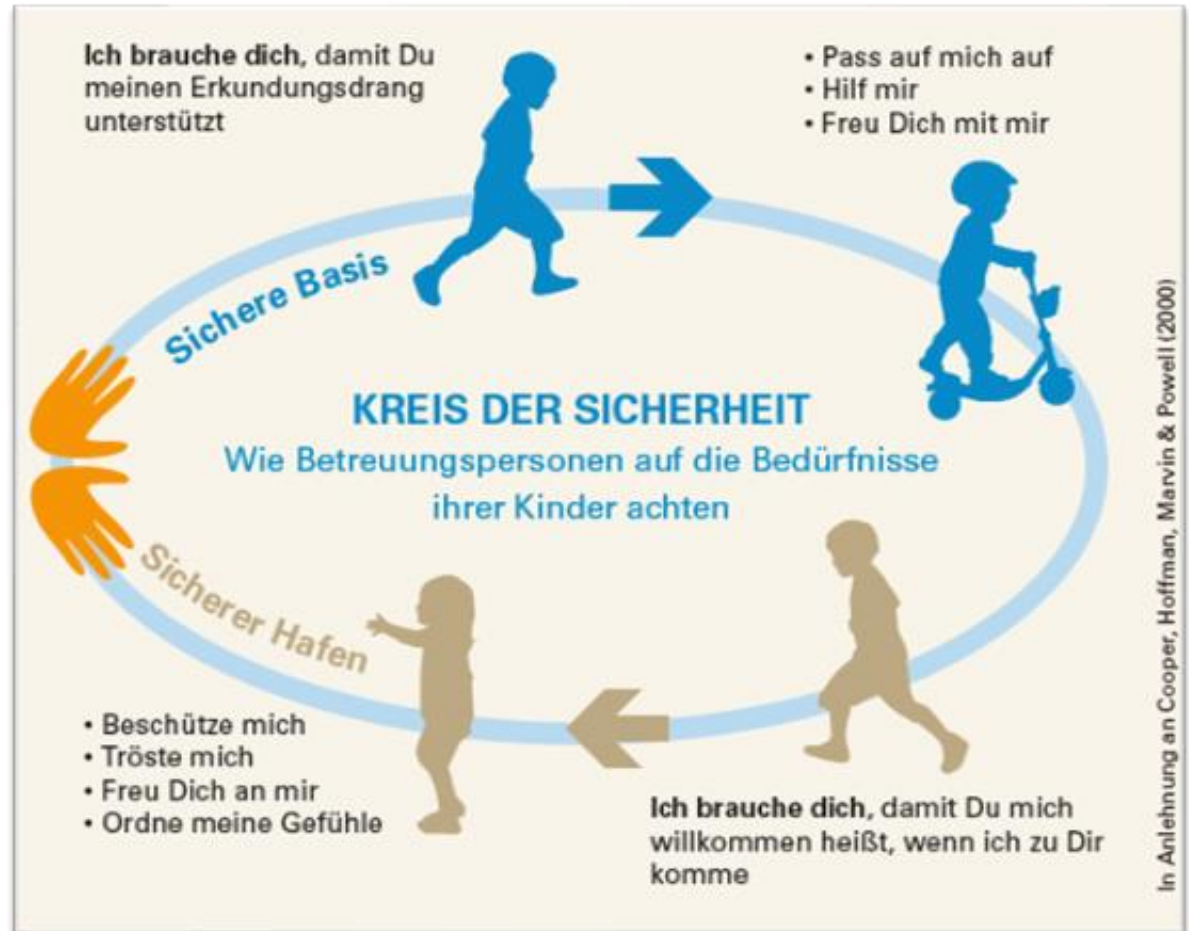 Ich brauche dich, damit Du
meinen Erkundungsdrang
unterstützt
• Pass auf mich auf
• Hilf mir
• Freu Dich mit mir
Sichere Basis
KREIS DER SICHERHEIT
Wie Betreuungspersonen auf die Bedürfnisse
ihrer Kinder achten
Sicherer Hafen
• Beschütze mich
• Tröste mich
• Freu Dich an mir
• Ordne meine Gefühle
Ich brauche dich, damit Du mich
willkommen heißt, wenn ich zu Dir
komme
In Anlehnung an Cooper, Hoffman, Marvin & Powell (2000)